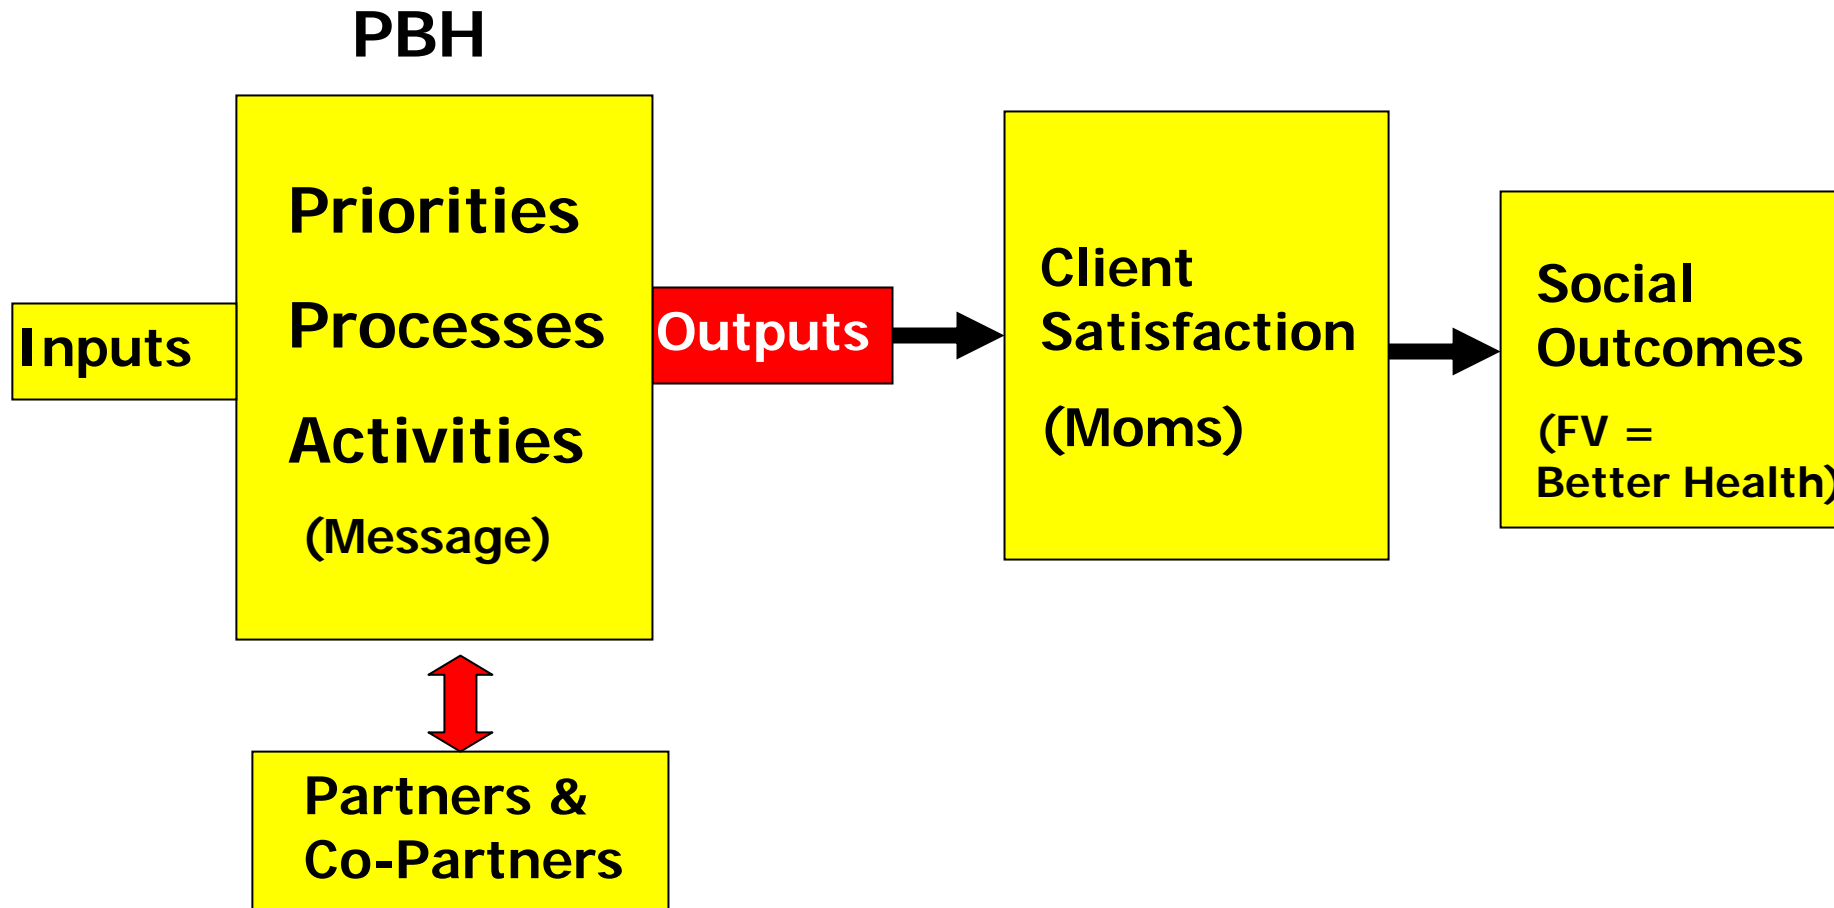 PBH
Inputs
Priorities
Processes
Activities
(Message)
Outputs
Client
Satisfaction
(Moms)
Social
Outcomes
(FV =
Better Health)
Partners &
Co-Partners